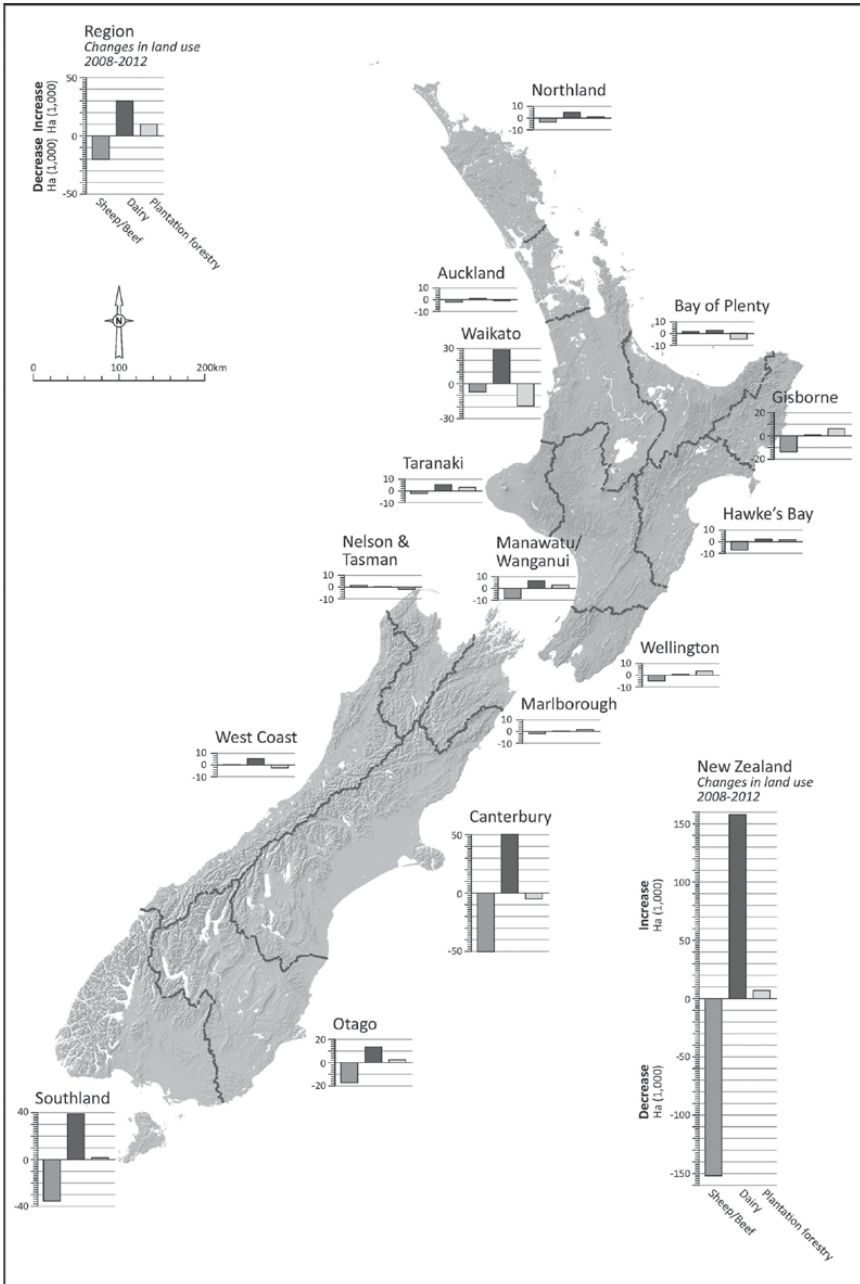 Region
Changes in land use
2008-2012
50
0
-50
Decrease Increase
Ha (1,000) Ha (1,000)
Sheep/Beef
Dairy
Plantation forestry
N
0 100 200km
Northland
10
0
-10
Auckland
10
0
-10
Bay of Plenty
10
0
-10
Waikato
30
0
-30
Gisborne
20
0
-20
Taranaki
10
0
-10
Hawke's Bay
10
0
-10
Nelson &
Tasman
10
0
-10
Manawatu/
Wanganui
10
0
-10
Wellington
10
0
-10
Marlborough
10
0
-10
West Coast
10
0
-10
Canterbury
50
0
-50
Otago
20
0
-20
Southland
40
0
-40
New Zealand
Changes in land use
2008-2012
150
100
50
0
-50
-100
-150
Increase
Ha (1,000)
Decrease
Ha (1,000)
Sheep/Beef
Dairy
Plantation forestry